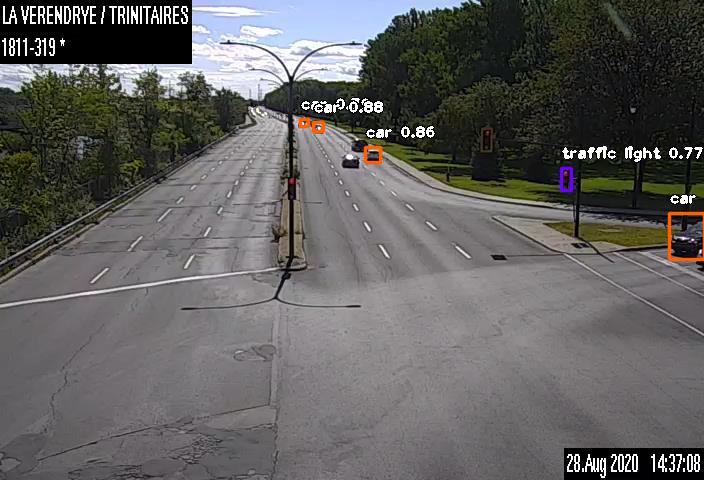 LA VERENDRYE / TRINITAIRES
1811-319 *
car 0.88
car 0.86
traffic light 0.77
car
28.Aug 2020 14:37:08